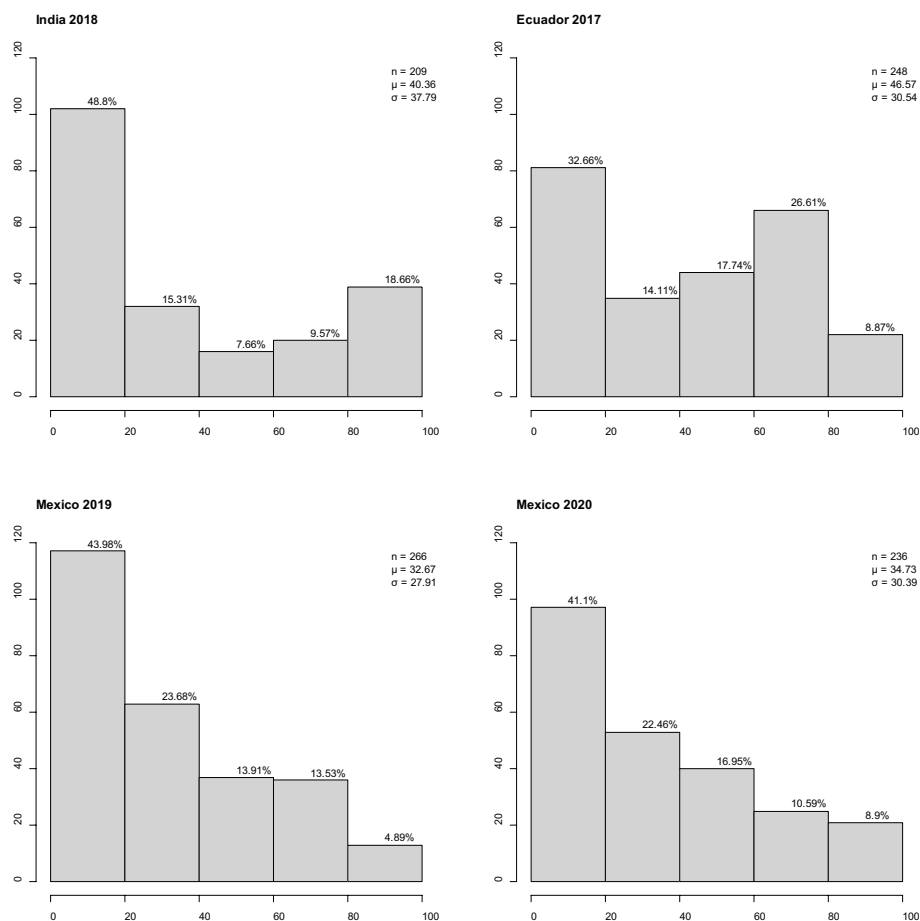 India 2018
n = 209
μ = 40.36
σ = 37.79
120
100
80
60
40
20
0
48.8%
15.31%
7.66%
9.57%
18.66%
0 20 40 60 80 100
Ecuador 2017
n = 248
μ = 46.57
σ = 30.54
120
100
80
60
40
20
0
32.66%
14.11%
17.74%
26.61%
8.87%
0 20 40 60 80 100
Mexico 2019
n = 266
μ = 32.67
σ = 27.91
120
100
80
60
40
20
0
43.98%
23.68%
13.91%
13.53%
4.89%
0 20 40 60 80 100
Mexico 2020
n = 236
μ = 34.73
σ = 30.39
120
100
80
60
40
20
0
41.1%
22.46%
16.95%
10.59%
8.9%
0 20 40 60 80 100